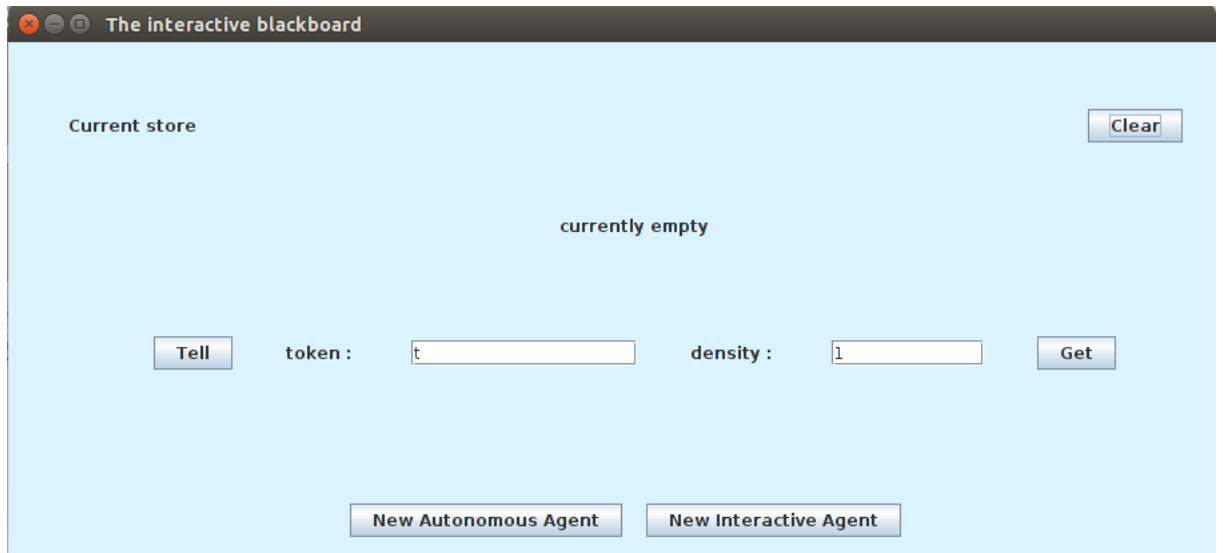 The interactive blackboard
Current store Clear
currently empty
Tell token : t density : 1 Get
New Autonomous Agent New Interactive Agent